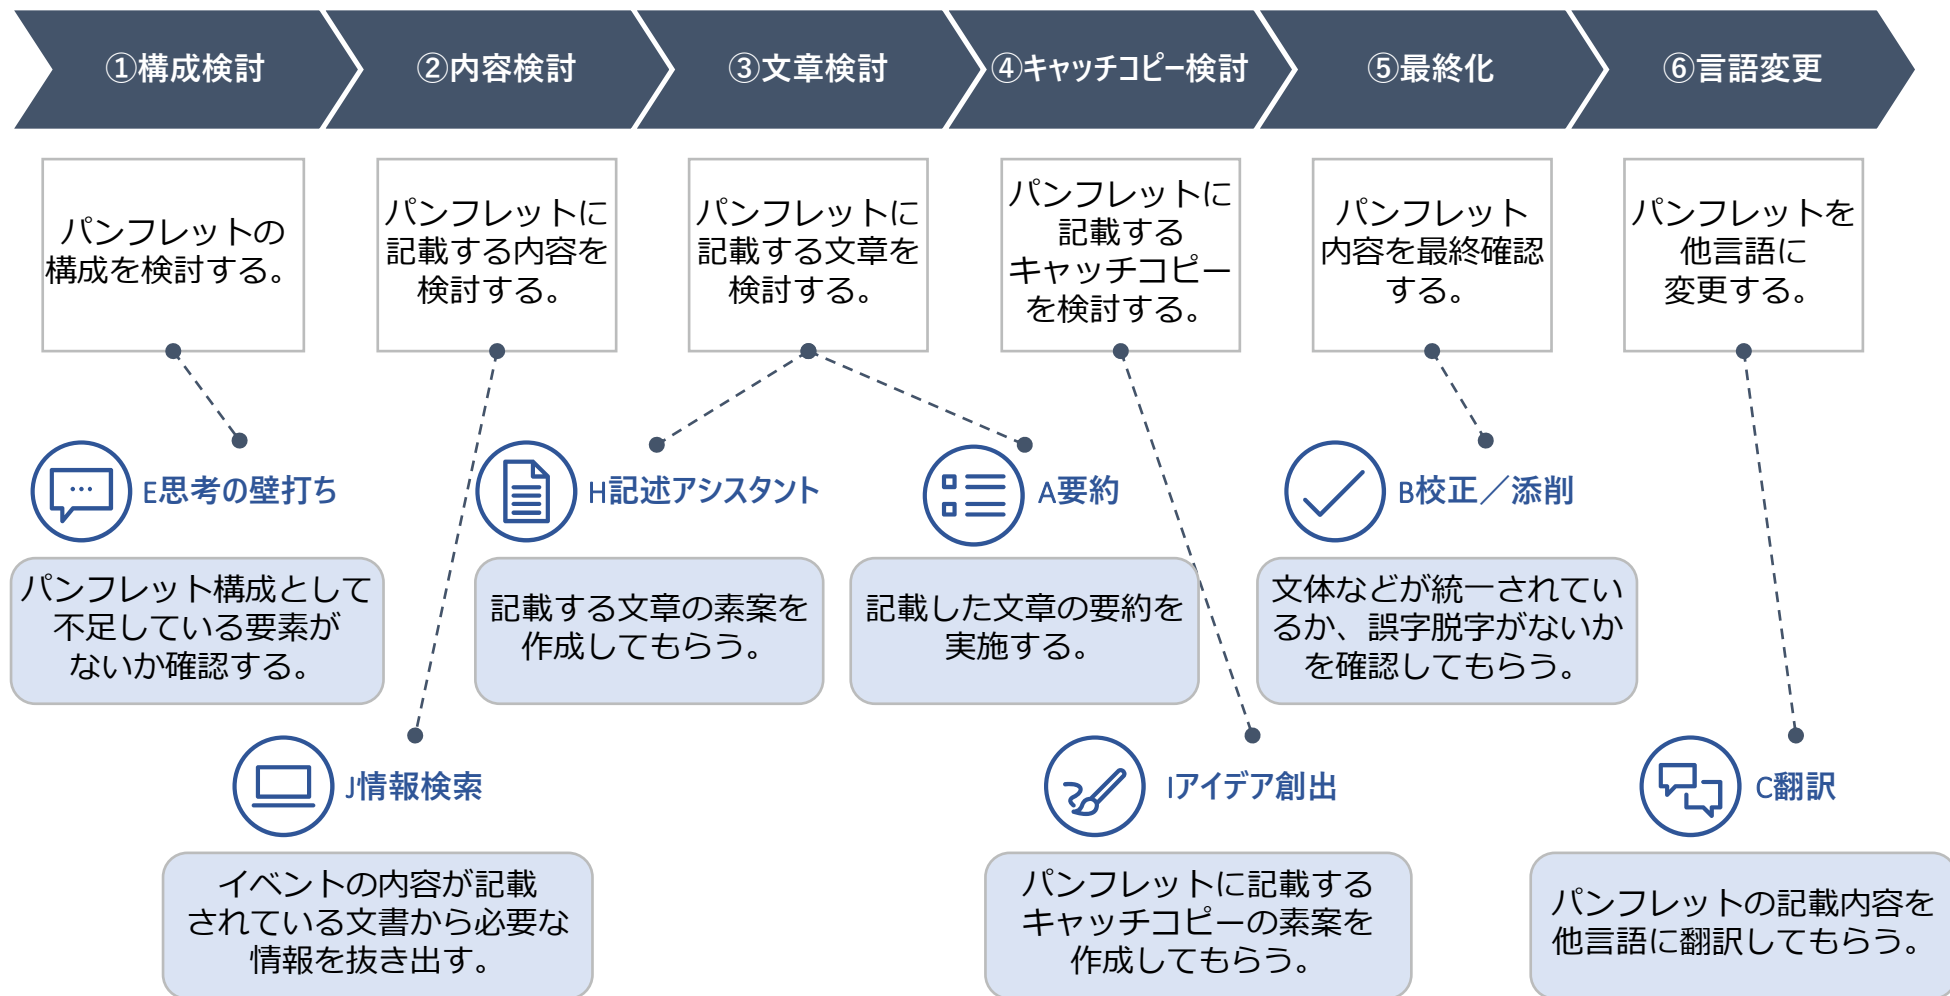 ①構成検討
②内容検討
③文章検討
④キャッチコピー検討
⑤最終化
⑥言語変更
パンフレットの
構成を検討する。
パンフレットに
記載する内容を
検討する。
パンフレットに
記載する文章を
検討する。
パンフレットに
記載する
キャッチコピー
を検討する。
パンフレット
内容を最終確認
する。
パンフレットを
他言語に
変更する。
E思考の壁打ち
パンフレット構成として
不足している要素が
ないか確認する。
H記述アシスタント
記載する文章の素案を
作成してもらう。
A要約
記載した文章の要約を
実施する。
B校正／添削
文体などが統一されてい
るか、誤字脱字がないか
を確認してもらう。
J情報検索
イベントの内容が記載
されている文書から必要な
情報を抜き出す。
Iアイデア創出
パンフレットに記載する
キャッチコピーの素案を
作成してもらう。
C翻訳
パンフレットの記載内容を
他言語に翻訳してもらう。